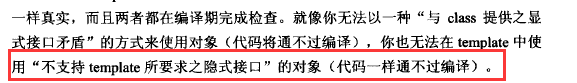 一样真实，而且两者都在编译期完成检查。就像你无法以一种“与 class 提供之显
式接口矛盾”的方式来使用对象（代码将通不过编译），你也无法在 template 中使
用“不支持 template 所要求之隐式接口”的对象（代码一样通不过编译）。